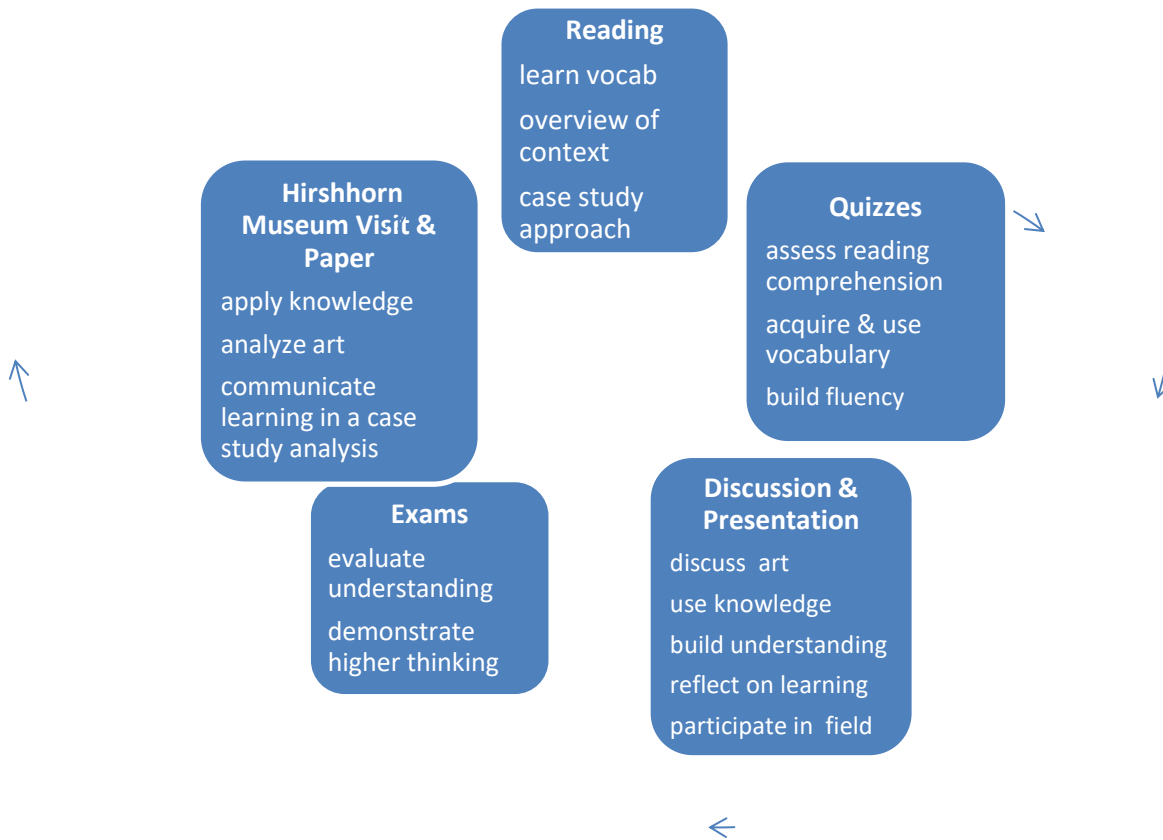 Reading
learn vocab
overview of
context
case study
approach
Quizzes
assess reading
comprehension
acquire & use
vocabulary
build fluency
Discussion &
Presentation
discuss art
use knowledge
build understanding
reflect on learning
participate in field
Exams
evaluate
understanding
demonstrate
higher thinking
Hirshhorn
Museum Visit &
Paper
apply knowledge
analyze art
communicate
learning in a case
study analysis